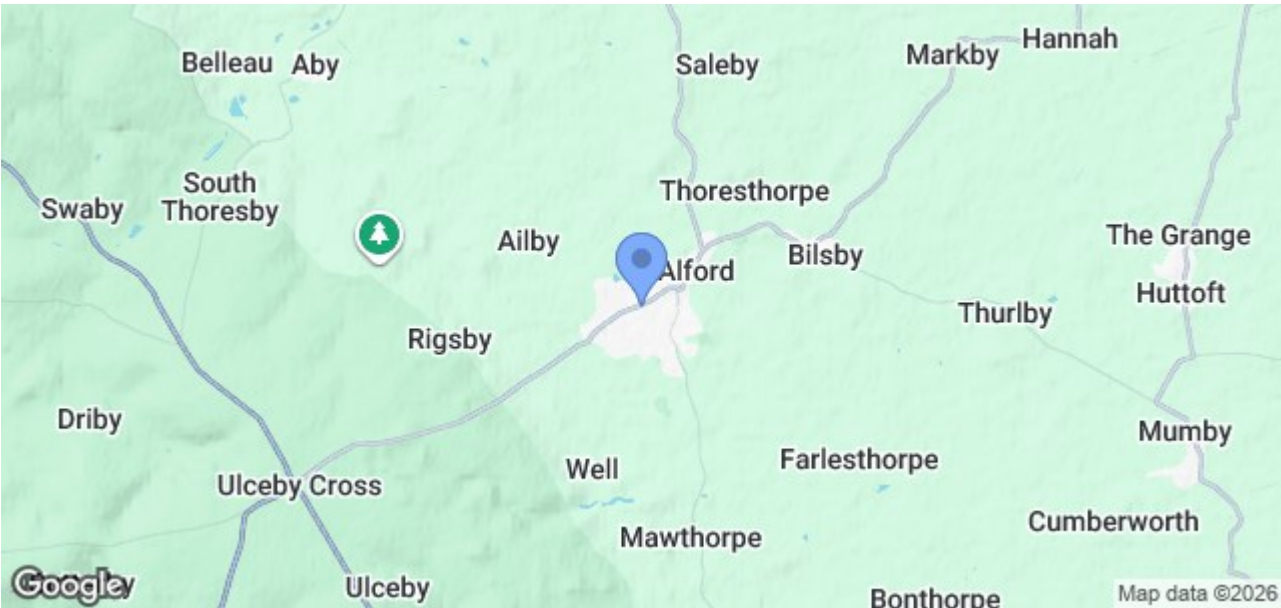 Hannah
Markby
Belleau
Aby
Saleby
South
Thoresby
Thoresthorpe
Swaby
Ailby
The Grange
Bilsby
Alford
Huttoft
Thurlby
Rigsby
Driby
Mumby
Well
Farlesthorpe
Ulceby Cross
Cumberworth
Mawthorpe
Google
Ulceby
Map data ©2026
Bonthorpe